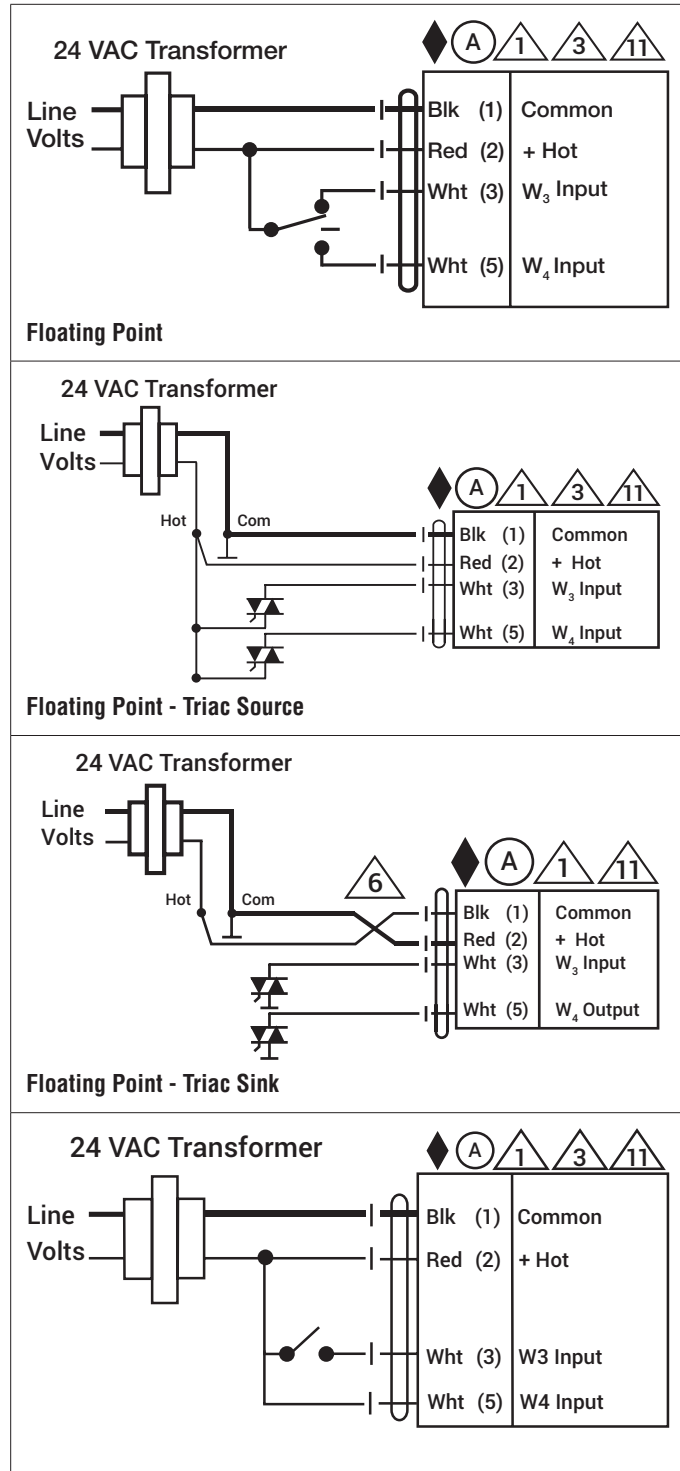 24 VAC Transformer
A 1 3 11
Line
Volts
Blk (1) Common
Red (2) + Hot
Wht (3) W3 Input
Wht (5) W4 Input
Floating Point
24 VAC Transformer
Line
Volts
A 1 3 11
Hot Com
Blk (1) Common
Red (2) + Hot
Wht (3) W3 Input
Wht (5) W4 Input
Floating Point - Triac Source
24 VAC Transformer
Line
Volts
6
A 1 11
Hot Com
Blk (1) Common
Red (2) + Hot
Wht (3) W3 Input
Wht (5) W4 Output
Floating Point - Triac Sink
24 VAC Transformer
A 1 3 11
Line
Volts
Blk (1) Common
Red (2) + Hot
Wht (3) W3 Input
Wht (5) W4 Input